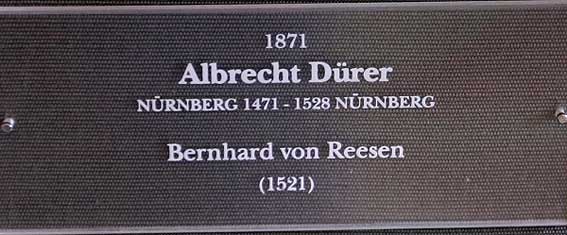 1871
Albrecht Dürer
NÜRNBERG 1471 - 1528 NÜRNBERG
Bernhard von Reesen
(1521)